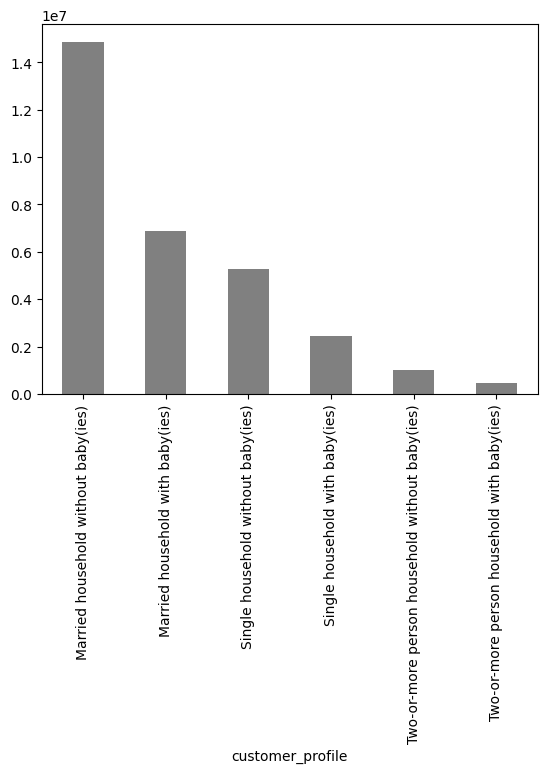 1e7
1.4
1.2
1.0
0.8
0.6
0.4
0.2
0.0
Married household without baby(ies)
Married household with baby(ies)
Single household without baby(ies)
Single household with baby(ies)
Two-or-more person household without baby(ies)
Two-or-more person household with baby(ies)
customer_profile